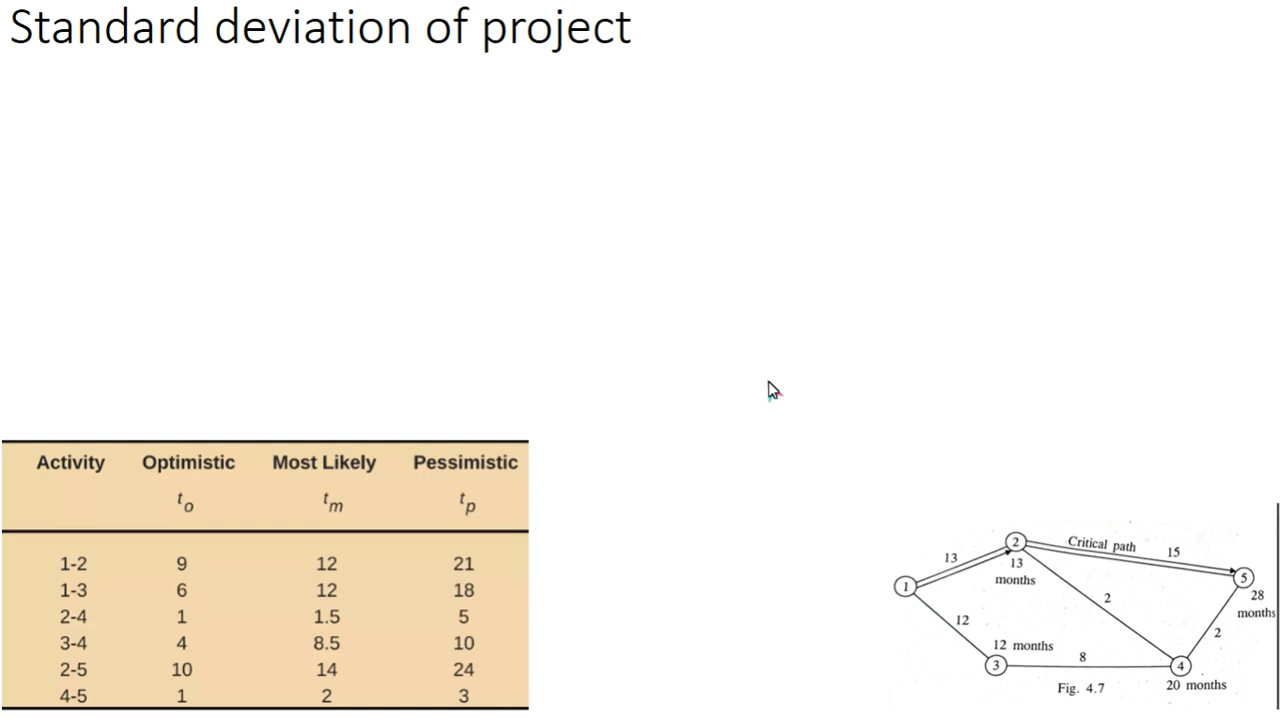 Standard deviation of project
Activity Optimistic Most Likely Pessimistic
to tm tp
1-2 9 12 21
1-3 6 12 18
2-4 1 1.5 5
3-4 4 8.5 10
2-5 10 14 24
4-5 1 2 3
2
Critical path
15
13
13
months
5
1
28
months
2
12
2
12 months
8
3
4
20 months
Fig. 4.7